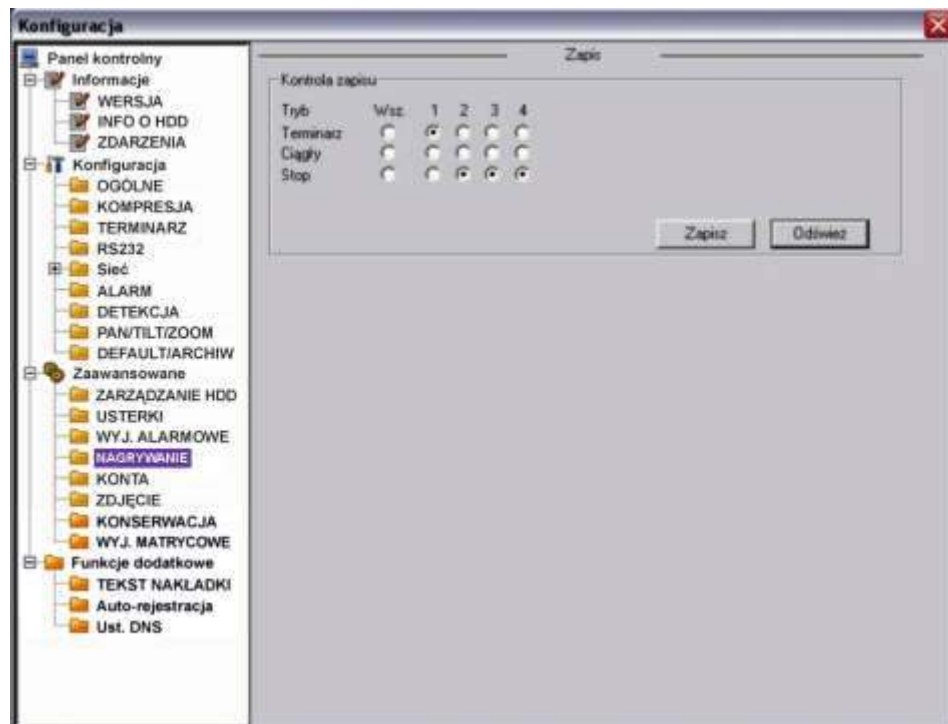 Konfiguracja
Panel kontrolny
Informacje
WERSJA
INFO O HDD
ZDARZENIA
Konfiguracja
OGÓLNE
KOMPRESJA
TERMINARZ
RS232
Sieć
ALARM
DETEKCJA
PAN/TILT/ZOOM
DEFAULT/ARCHIW
Zaawansowane
ZARZĄDZANIE HDD
USTERKI
WYJ. ALARMOWE
NAGRYWANIE
KONTA
ZDJĘCIE
KONSERWACJA
WYJ. MATRYCOWE
Funkcje dodatkowe
TEKST NAKŁADKI
Auto-rejestracja
Ust. DNS
Zapis
Kontrola zapisu
Tryb Wsz. 1 2 3 4
Terminarz
Ciągły
Stop
Zapisz Odśwież